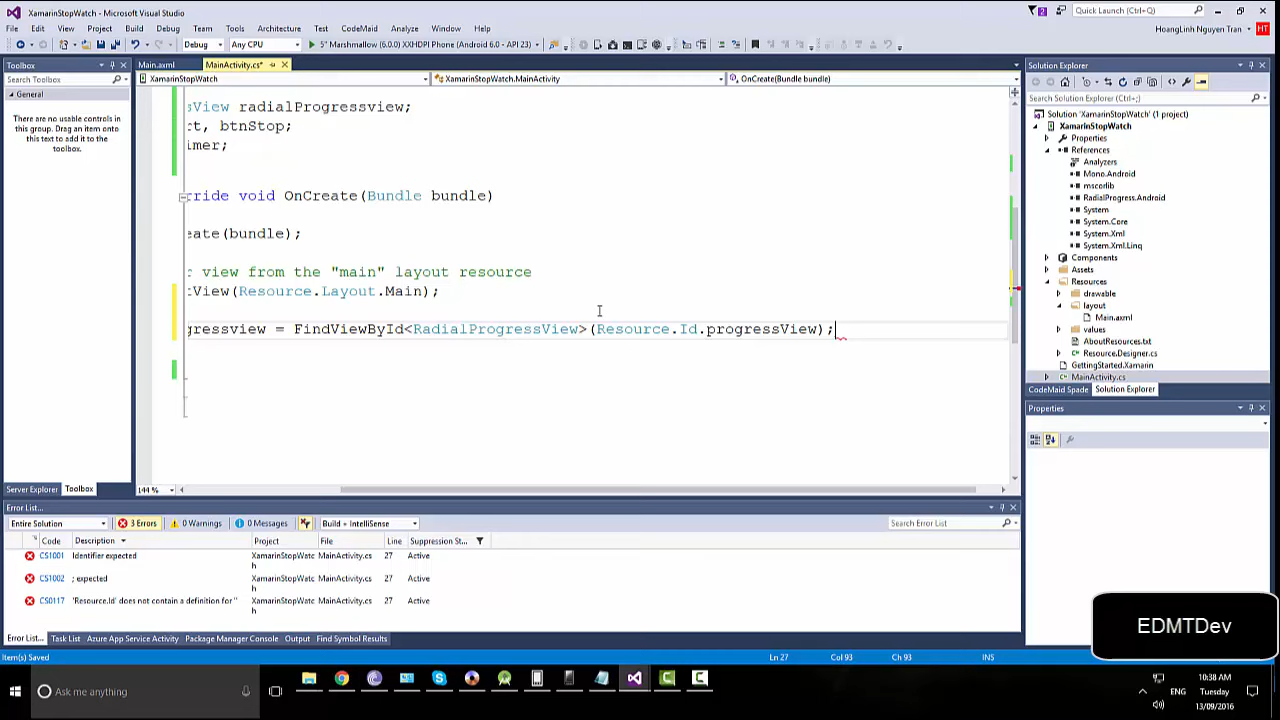 XamarinStopWatch - Microsoft Visual Studio
2
Quick Launch (Ctrl+;)
File Edit View Project Build Debug Team Tools Architecture Test CodeMaid Analyze Window Help
HoangLinh Nguyen Tran HT
Debug Any CPU 5" Marshmallow (6.0.0) XXHDPI Phone (Android 6.0 - API 23)
Toolbox
Main.axml MainActivity.cs*
Solution Explorer
Search Toolbox
XamarinStopWatch XamarinStopWatch.MainActivity OnCreate(Bundle bundle)
General
There are no usable controls in
this group. Drag an item onto
this text to add it to the
toolbox.
sView radialProgressview;
ct, btnStop;
imer;
rride void OnCreate(Bundle bundle)
eate(bundle);
r view from the "main" layout resource
tView(Resource.Layout.Main);
gressview = FindViewById<RadialProgressView>(Resource.Id.progressView);
Search Solution Explorer (Ctrl+;)
Solution 'XamarinStopWatch' (1 project)
XamarinStopWatch
Properties
References
Analyzers
Mono.Android
mscorlib
RadialProgress.Android
System
System.Core
System.Xml
System.Xml.Linq
Components
Assets
Resources
drawable
layout
Main.axml
values
AboutResources.txt
Resource.Designer.cs
GettingStarted.Xamarin
MainActivity.cs
CodeMaid Spade Solution Explorer
Properties
144 %
Server Explorer Toolbox
Error List...
Entire Solution 3 Errors 0 Warnings 0 Messages Build + IntelliSense Search Error List
Code Description Project File Line Suppression St...
CS1001 Identifier expected XamarinStopWatc MainActivity.cs 27 Active
h
CS1002 ; expected XamarinStopWatc MainActivity.cs 27 Active
h
CS0117 'Resource.Id' does not contain a definition for '' XamarinStopWatc MainActivity.cs 27 Active
h
EDMTDev
Error List... Task List Azure App Service Activity Package Manager Console Output Find Symbol Results
Item(s) Saved Ln 27 Col 93 Ch 93 INS
Ask me anything
ENG
10:38 AM
Tuesday
13/09/2016